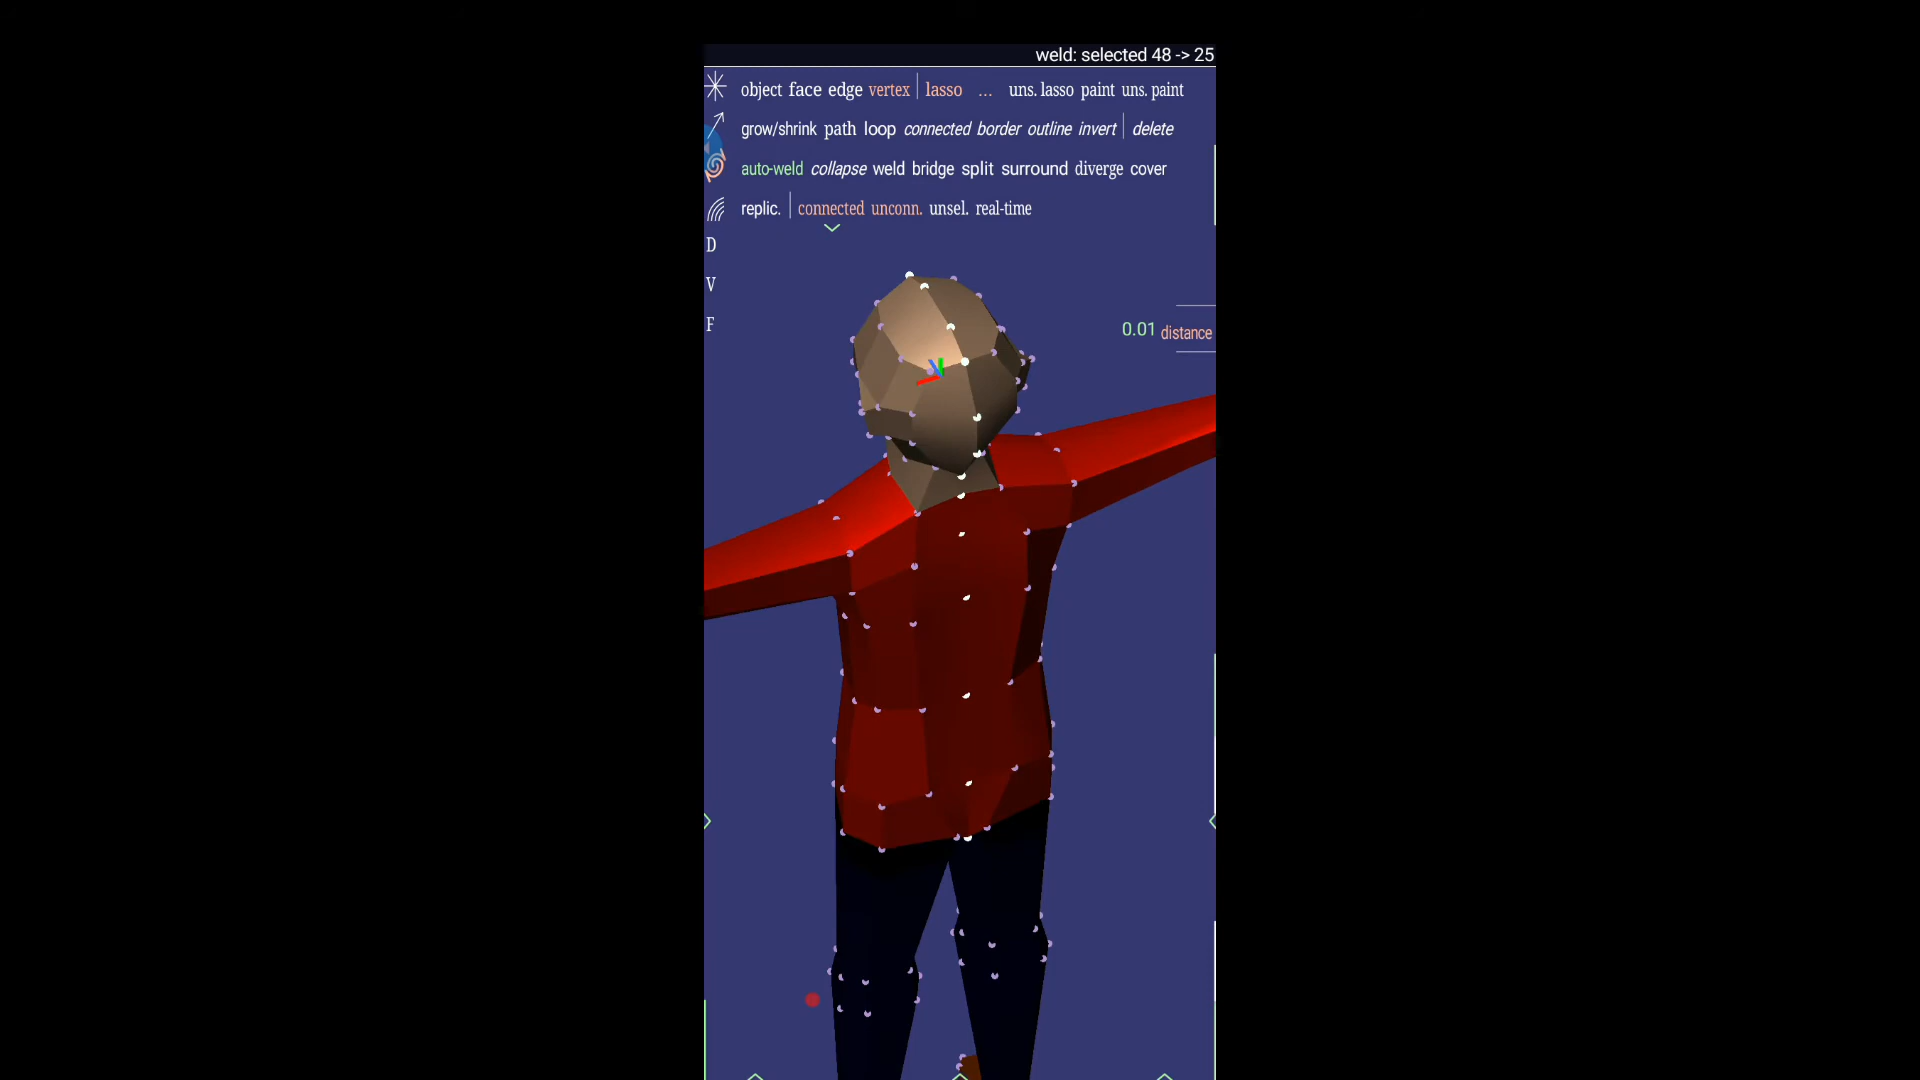 weld: selected 48 -> 25
object face edge vertex lasso ... uns. lasso paint uns. paint
grow/shrink path loop connected border outline invert delete
auto-weld collapse weld bridge split surround diverge cover
replic. connected unconn. unsel. real-time
D
V
F
0.01 distance